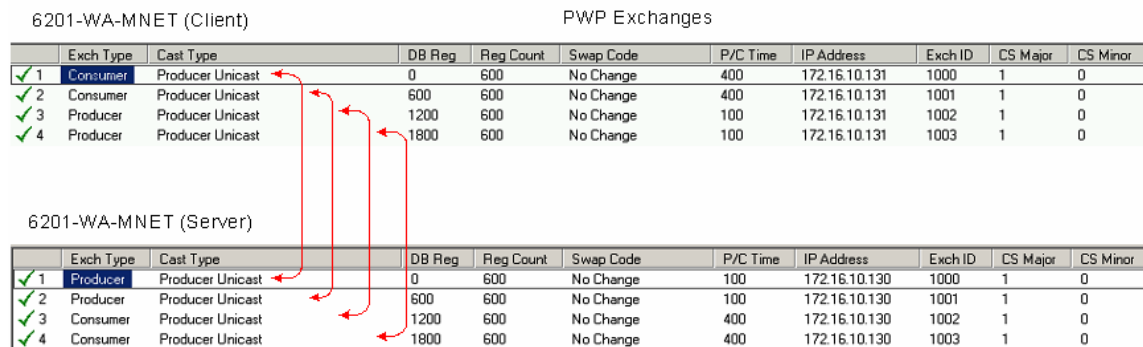 6201-WA-MNET (Client) PWP Exchanges
Exch Type Cast Type DB Reg Reg Count Swap Code P/C Time IP Address Exch ID CS Major CS Minor
1 Consumer Producer Unicast 0 600 No Change 400 172.16.10.131 1000 1 0
2 Consumer Producer Unicast 600 600 No Change 400 172.16.10.131 1001 1 0
3 Producer Producer Unicast 1200 600 No Change 100 172.16.10.131 1002 1 0
4 Producer Producer Unicast 1800 600 No Change 100 172.16.10.131 1003 1 0
6201-WA-MNET (Server)
Exch Type Cast Type DB Reg Reg Count Swap Code P/C Time IP Address Exch ID CS Major CS Minor
1 Producer Producer Unicast 0 600 No Change 100 172.16.10.130 1000 1 0
2 Producer Producer Unicast 600 600 No Change 100 172.16.10.130 1001 1 0
3 Consumer Producer Unicast 1200 600 No Change 400 172.16.10.130 1002 1 0
4 Consumer Producer Unicast 1800 600 No Change 400 172.16.10.130 1003 1 0